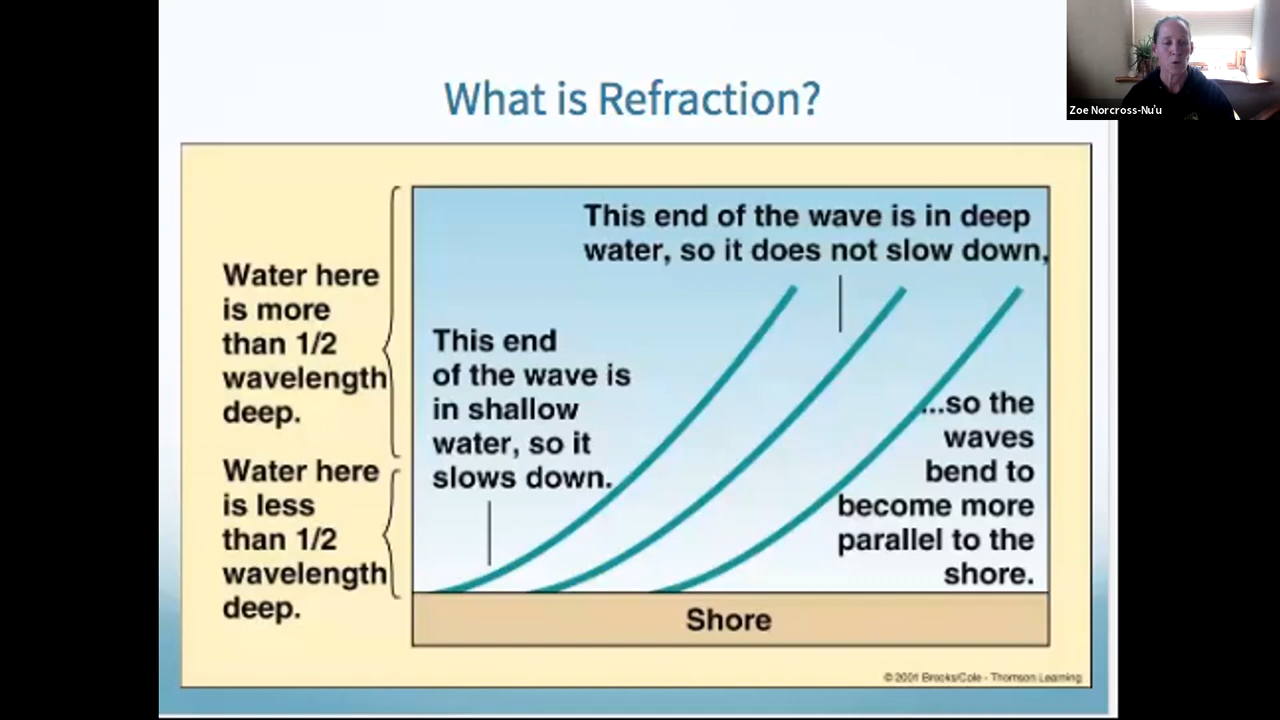 What is Refraction?
Zoe Norcross-Nu'u
This end of the wave is in deep
water, so it does not slow down,
Water here
is more
than 1/2
wavelength
deep.
This end
of the wave is
in shallow
water, so it
slows down.
...so the
waves
bend to
become more
parallel to the
shore.
Water here
is less
than 1/2
wavelength
deep.
Shore
© 2001 Brooks/Cole - Thomson Learning